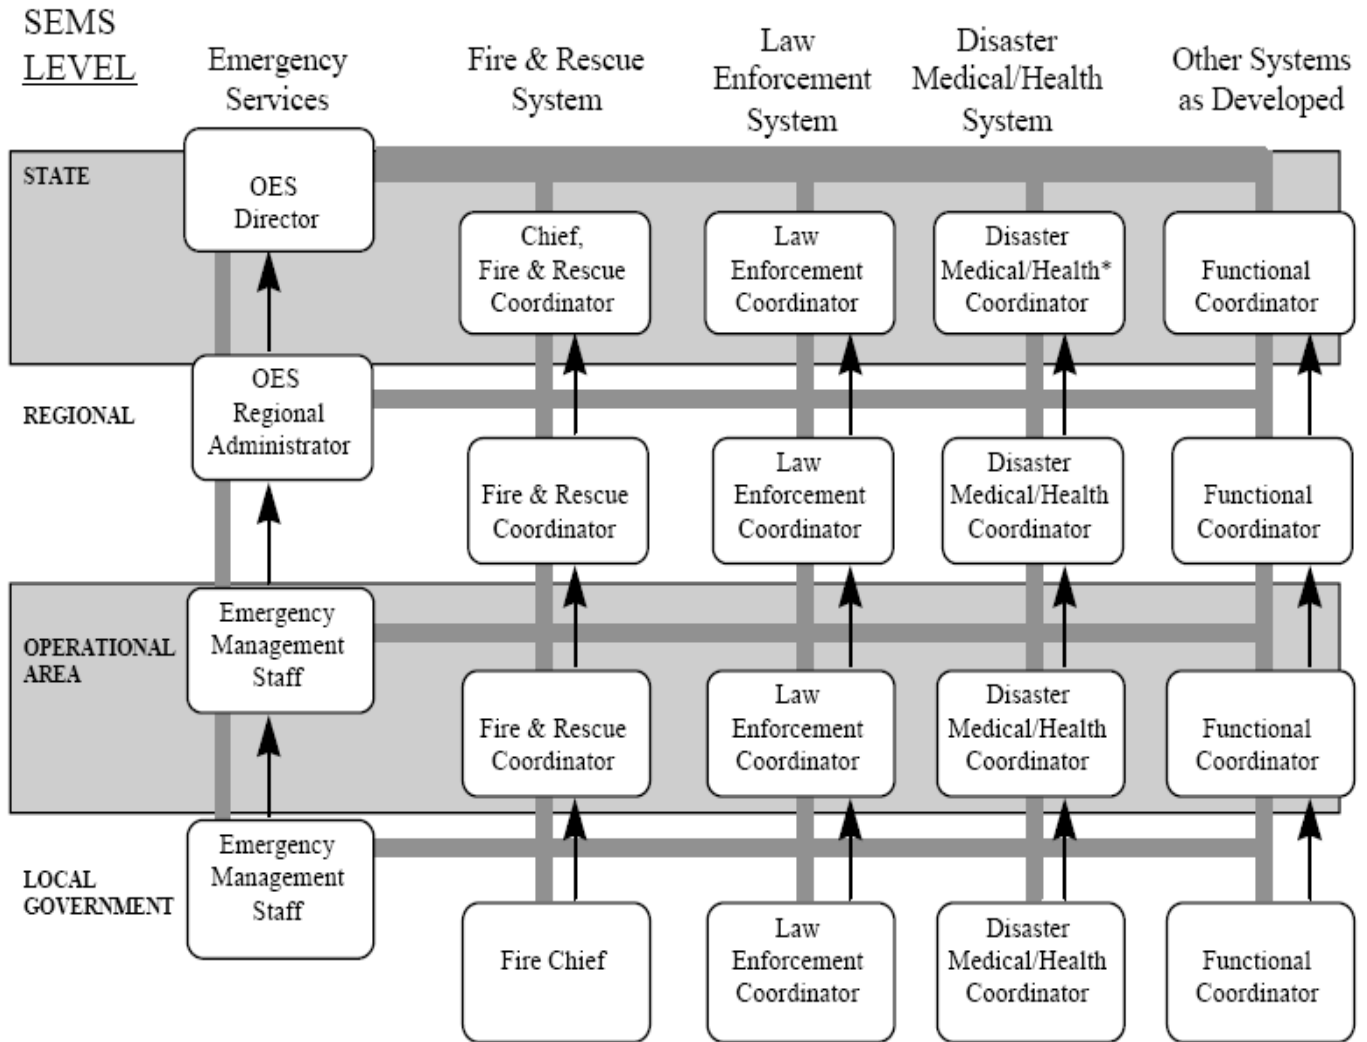 SEMS
LEVEL
Emergency
Services
Fire & Rescue
System
Law
Enforcement
System
Disaster
Medical/Health
System
Other Systems
as Developed
STATE
OES
Director
Chief,
Fire & Rescue
Coordinator
Law
Enforcement
Coordinator
Disaster
Medical/Health*
Coordinator
Functional
Coordinator
REGIONAL
OES
Regional
Administrator
Fire & Rescue
Coordinator
Law
Enforcement
Coordinator
Disaster
Medical/Health
Coordinator
Functional
Coordinator
OPERATIONAL
AREA
Emergency
Management
Staff
Fire & Rescue
Coordinator
Law
Enforcement
Coordinator
Disaster
Medical/Health
Coordinator
Functional
Coordinator
LOCAL
GOVERNMENT
Emergency
Management
Staff
Fire Chief
Law
Enforcement
Coordinator
Disaster
Medical/Health
Coordinator
Functional
Coordinator